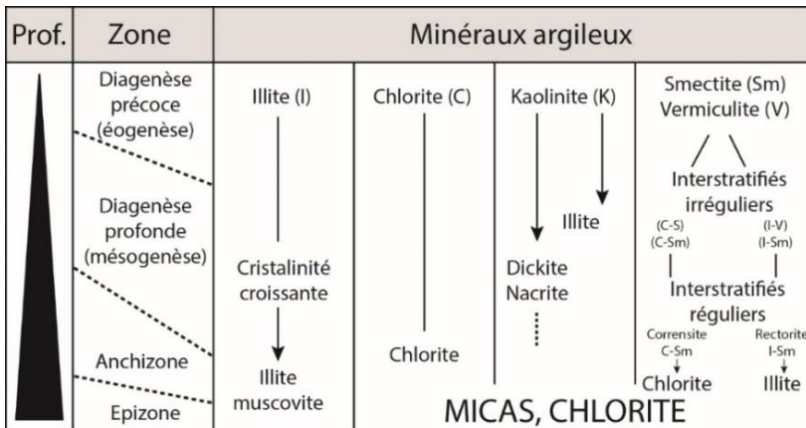 Prof.
Zone
Minéraux argileux
Diagenèse
précoce
(éogenèse)
Illite (I)
Chlorite (C)
Kaolinite (K)
Smectite (Sm)
Vermiculite (V)
Interstratifiés
irréguliers
(C-S)
(C-Sm)
(I-V)
(I-Sm)
Diagenèse
profonde
(mésogenèse)
Illite
Cristalinité
croissante
Dickite
Nacrite
Interstratifiés
réguliers
Corrensite
C-Sm
Rectorite
I-Sm
Anchizone
Illite
muscovite
Chlorite
Chlorite
Illite
Epizone
MICAS, CHLORITE